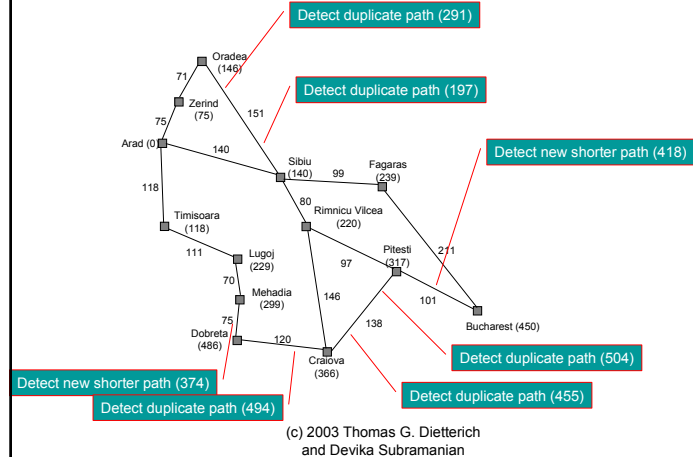 Detect duplicate path (291)
Oradea
(146)
71
Zerind
(75)
Detect duplicate path (197)
75
151
Arad (0)
140
Detect new shorter path (418)
Sibiu
(140)
99
Fagaras
(239)
118
80
Rimnicu Vilcea
(220)
Timisoara
(118)
111
Lugoj
(229)
97
Pitesti
(317)
211
70
Mehadia
(299)
146
101
75
138
Bucharest (450)
Dobreta
(486)
120
Craiova
(366)
Detect duplicate path (504)
Detect new shorter path (374)
Detect duplicate path (455)
Detect duplicate path (494)
(c) 2003 Thomas G. Dietterich
and Devika Subramanian